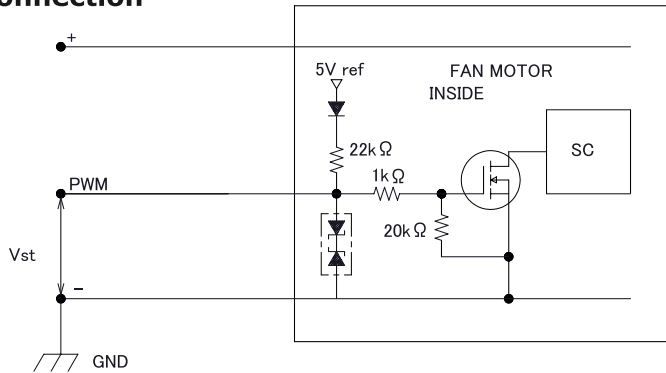 onnection
+
5V ref
FAN MOTOR
INSIDE
22kΩ
1kΩ
SC
PWM
20kΩ
Vst
−
GND